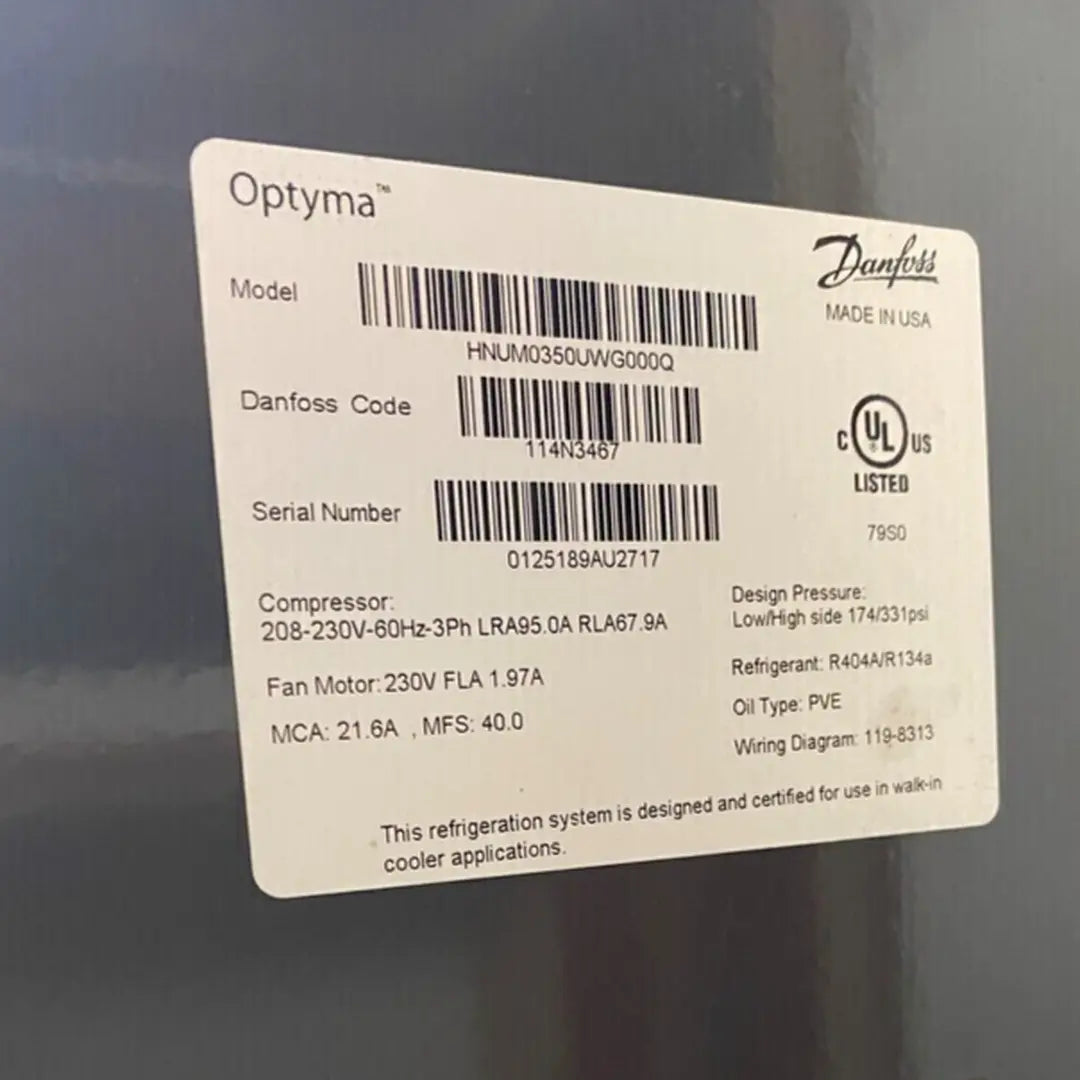 Optyma™
Danfoss
MADE IN USA
Model
HNUM0350UWG000Q
Danfoss Code
114N3467
C UL® US
LISTED
79S0
Serial Number
0125189AU2717
Compressor:
208-230V-60Hz-3Ph LRA95.0A RLA67.9A
Fan Motor: 230V FLA 1.97A
MCA: 21.6A , MFS: 40.0
Design Pressure:
Low/High side 174/331psi
Refrigerant: R404A/R134a
Oil Type: PVE
Wiring Diagram: 119-8313
This refrigeration system is designed and certified for use in walk-in
cooler applications.